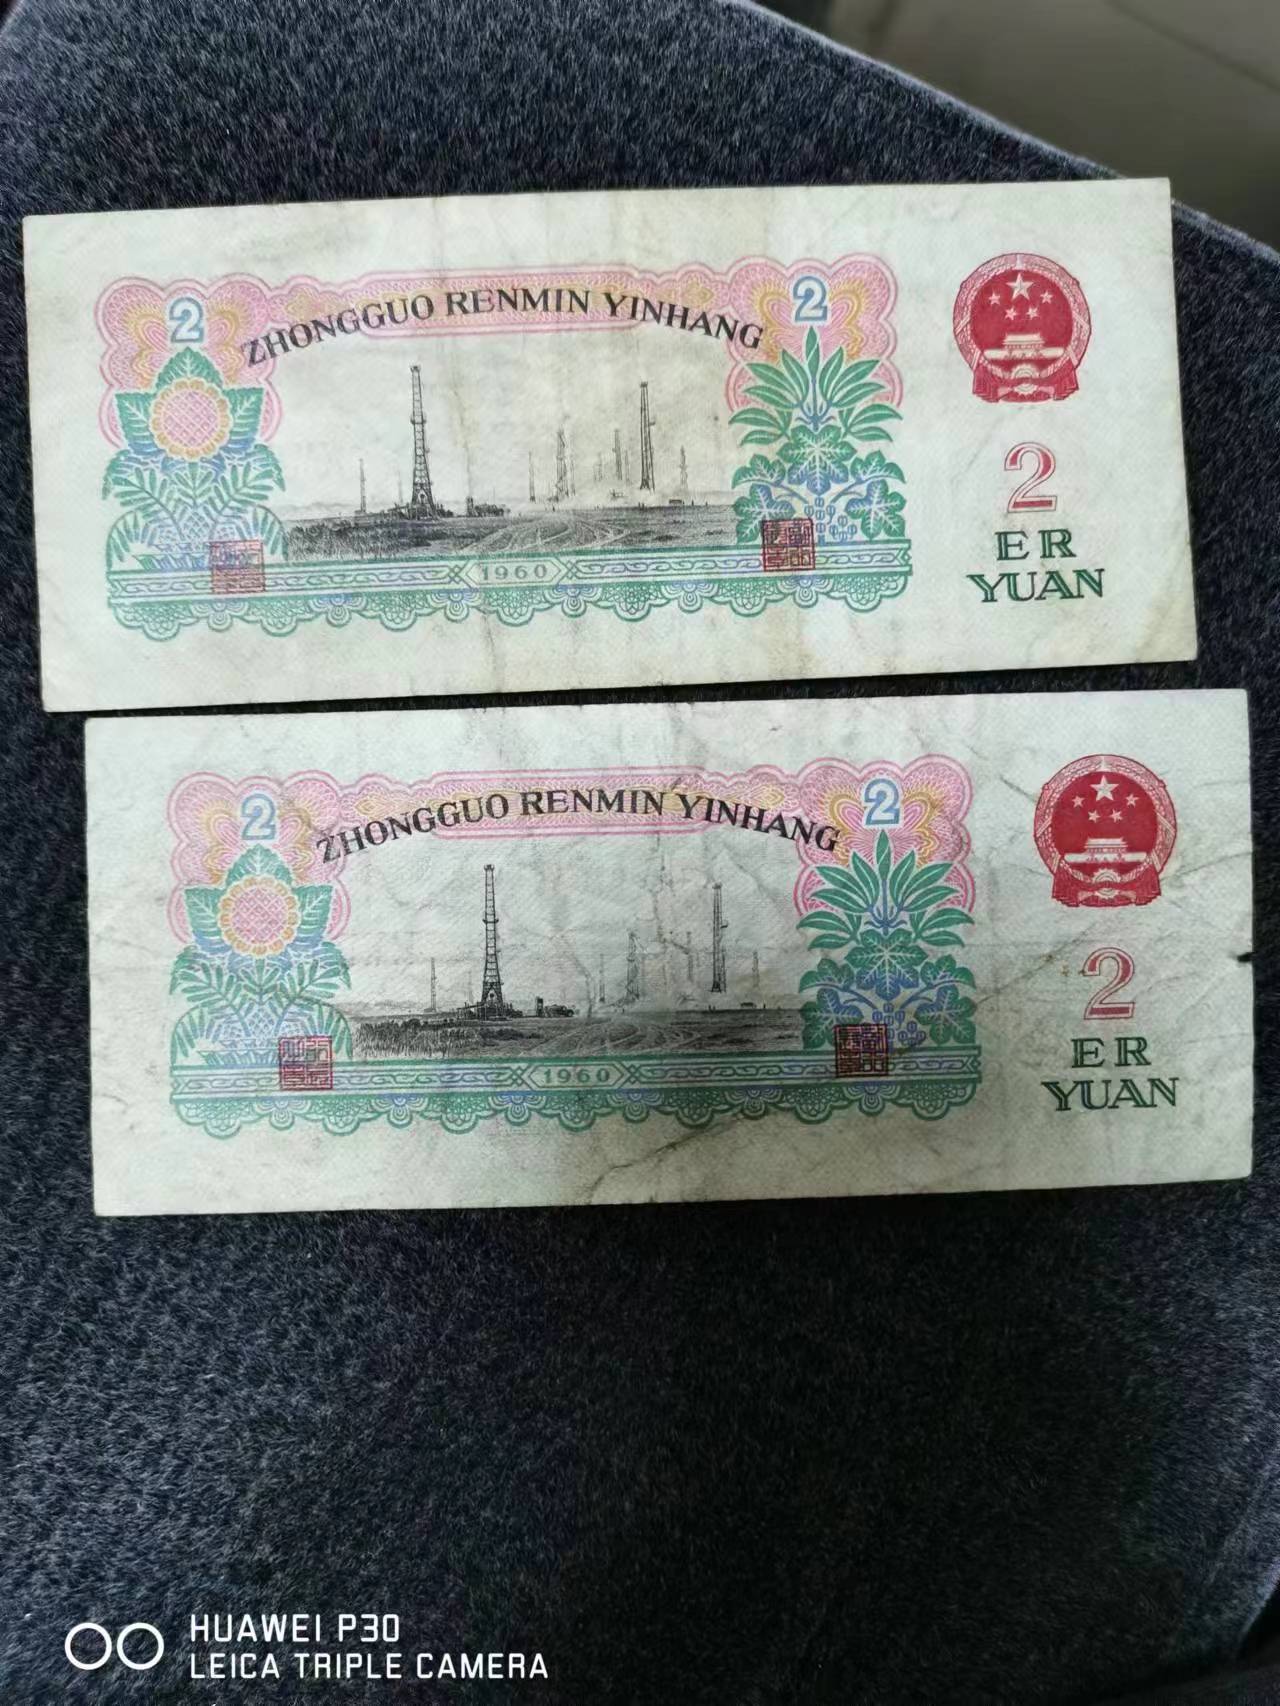 2
2
ZHONGGUO RENMIN YINHANG
1960
2
ER
YUAN
2
2
ZHONGGUO RENMIN YINHANG
1960
2
ER
YUAN
HUAWEI P30
LEICA TRIPLE CAMERA